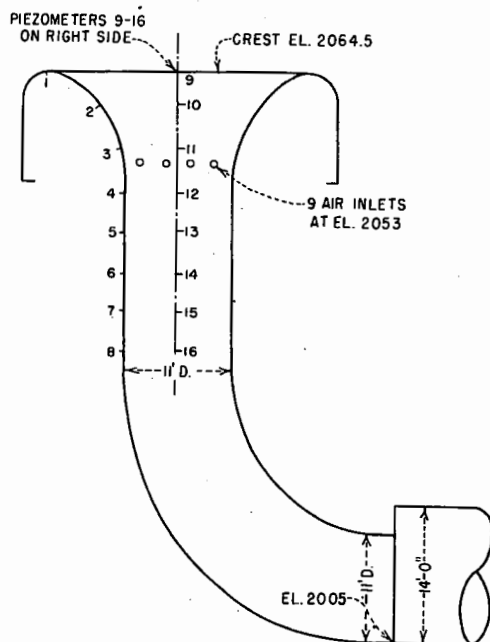 PIEZOMETERS 9-16
ON RIGHT SIDE
CREST EL. 2064.5
1
2
3
4
5
6
7
8
9
10
11
12
13
14
15
16
9 AIR INLETS
AT EL. 2053
11' D.
EL. 2005
11' D.
14'-0"